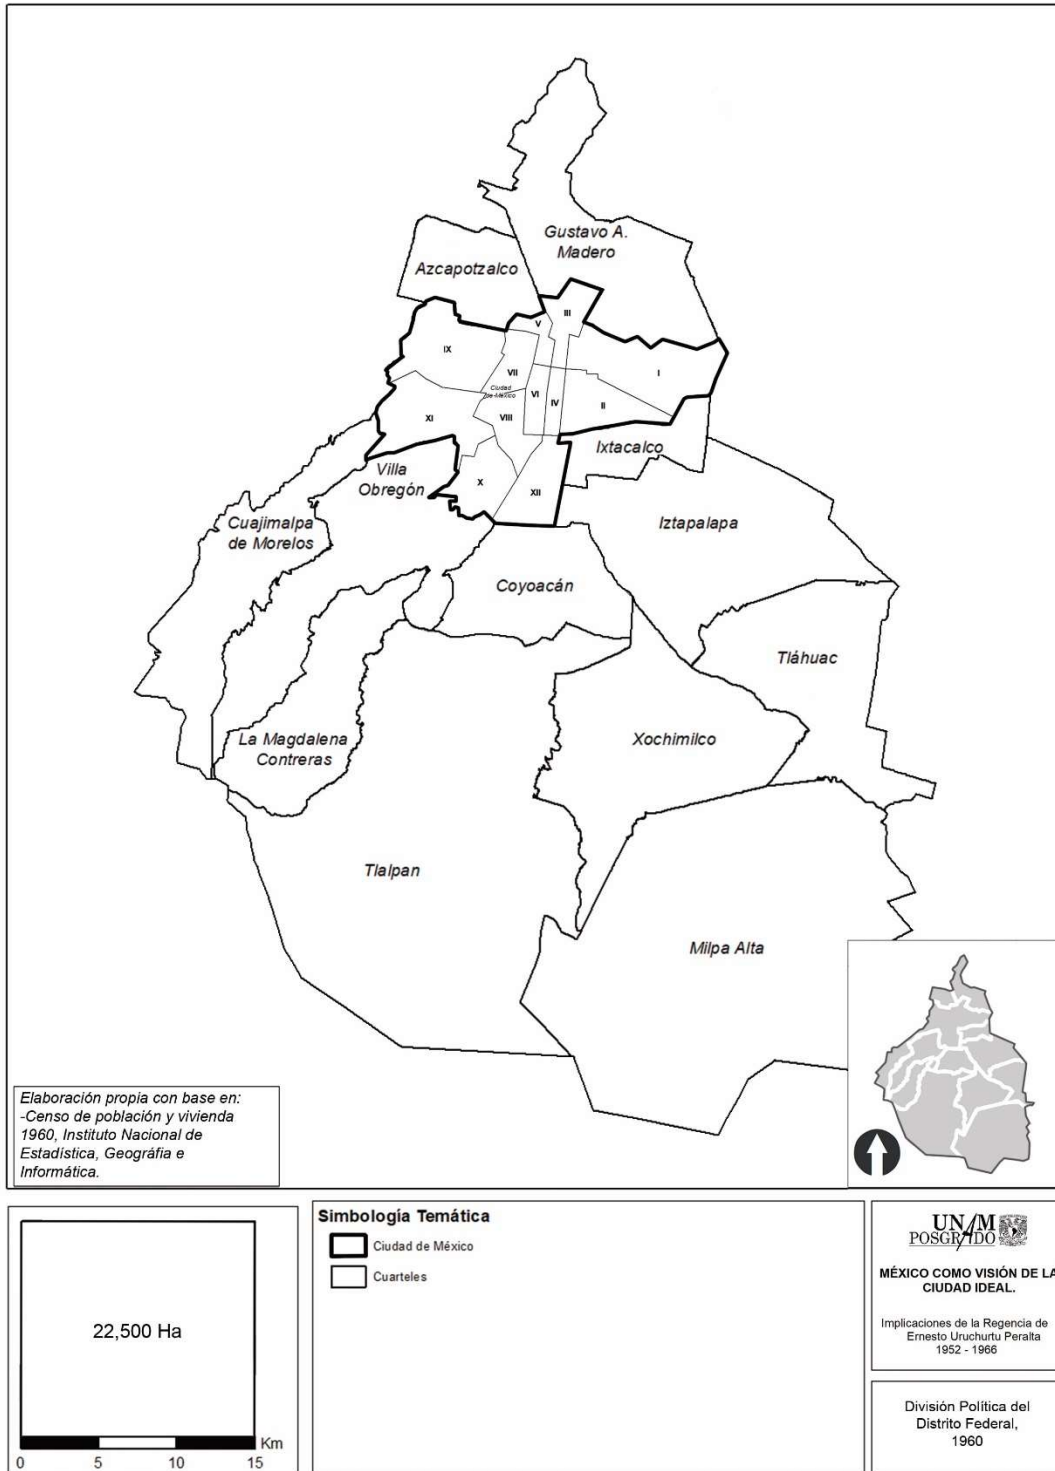 Gustavo A.
Madero
Azcapotzalco
III
V
IX
VII
I
Ciudad
de México
VI
IV
II
XI
VIII
Ixtacalco
Villa
Obregón
X
XII
Cuajimalpa
de Morelos
Iztapalapa
Coyoacán
Tláhuac
La Magdalena
Contreras
Xochimilco
Tlalpan
Milpa Alta
Elaboración propia con base en:
-Censo de población y vivienda
1960, Instituto Nacional de
Estadística, Geográfia e
Informática.
22,500 Ha
Km
0 5 10 15
Simbología Temática
Ciudad de México
Cuarteles
UNAM
POSGRADO
MÉXICO COMO VISIÓN DE LA
CIUDAD IDEAL.
Implicaciones de la Regencia de
Ernesto Uruchurtu Peralta
1952 - 1966
División Política del
Distrito Federal,
1960